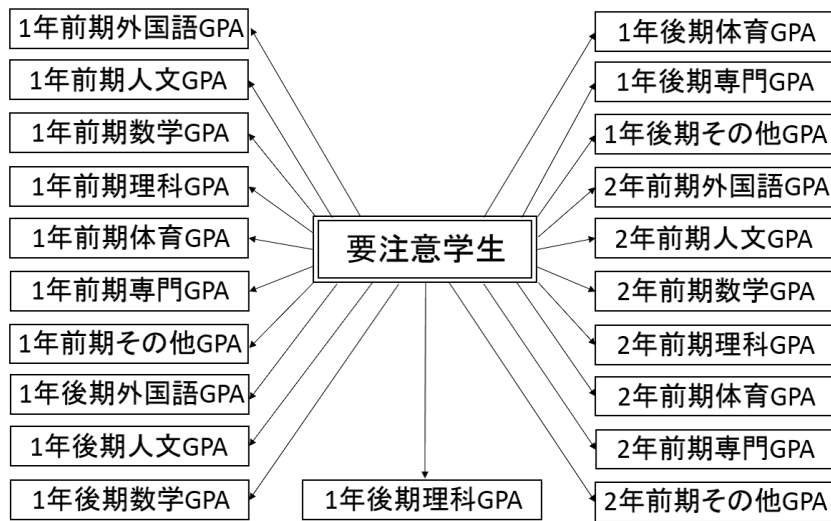 1年前期外国語GPA
1年前期人文GPA
1年前期数学GPA
1年前期理科GPA
1年前期体育GPA
1年前期専門GPA
1年前期その他GPA
1年後期外国語GPA
1年後期人文GPA
1年後期数学GPA
要注意学生
1年後期理科GPA
1年後期体育GPA
1年後期専門GPA
1年後期その他GPA
2年前期外国語GPA
2年前期人文GPA
2年前期数学GPA
2年前期理科GPA
2年前期体育GPA
2年前期専門GPA
2年前期その他GPA